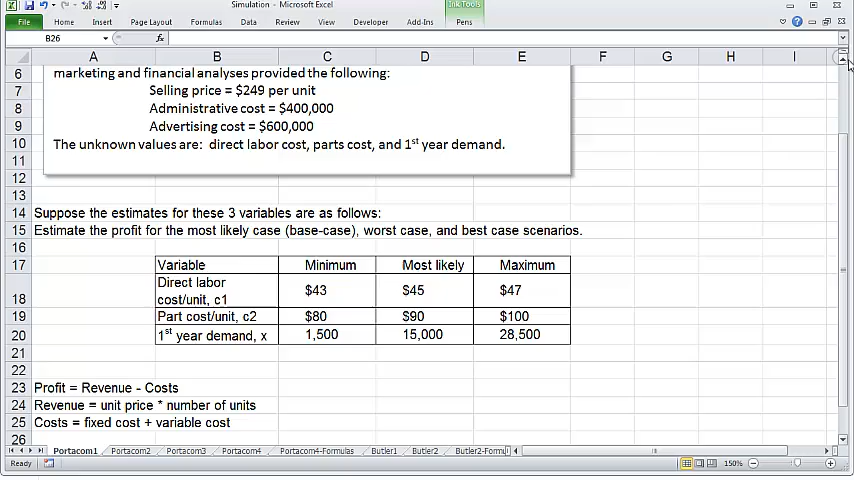 Simulation - Microsoft Excel
Ink Tools
File Home Insert Page Layout Formulas Data Review View Developer Add-Ins Pens
B26 fx
A B C D E F G H I
6 marketing and financial analyses provided the following:
7 Selling price = $249 per unit
8 Administrative cost = $400,000
9 Advertising cost = $600,000
10 The unknown values are: direct labor cost, parts cost, and 1st year demand.
11
12
13
14 Suppose the estimates for these 3 variables are as follows:
15 Estimate the profit for the most likely case (base-case), worst case, and best case scenarios.
16
17 Variable Minimum Most likely Maximum
Direct labor
18 cost/unit, c1 $43 $45 $47
19 Part cost/unit, c2 $80 $90 $100
20 1st year demand, x 1,500 15,000 28,500
21
22
23 Profit = Revenue - Costs
24 Revenue = unit price * number of units
25 Costs = fixed cost + variable cost
26
Portacom1 Portacom2 Portacom3 Portacom4 Portacom4-Formulas Butler1 Butler2 Butler2-Formu
Ready 150%